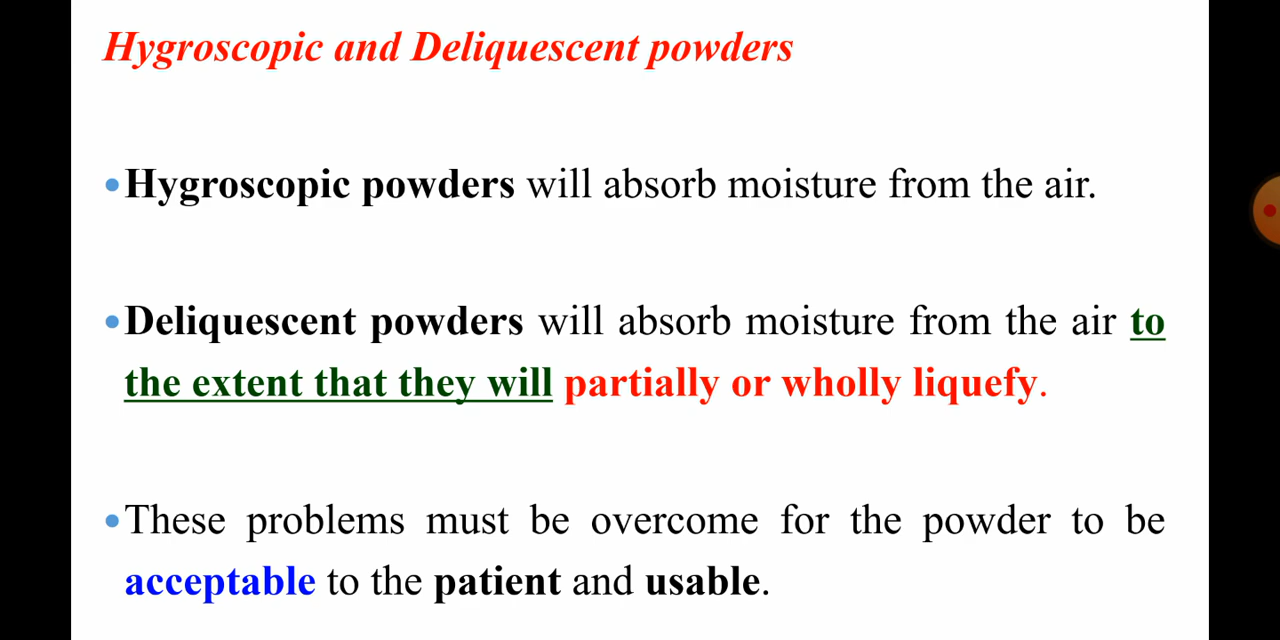 Hygroscopic and Deliquescent powders
•Hygroscopic powders will absorb moisture from the air.
•Deliquescent powders will absorb moisture from the air to
the extent that they will partially or wholly liquefy.
•These problems must be overcome for the powder to be
acceptable to the patient and usable.